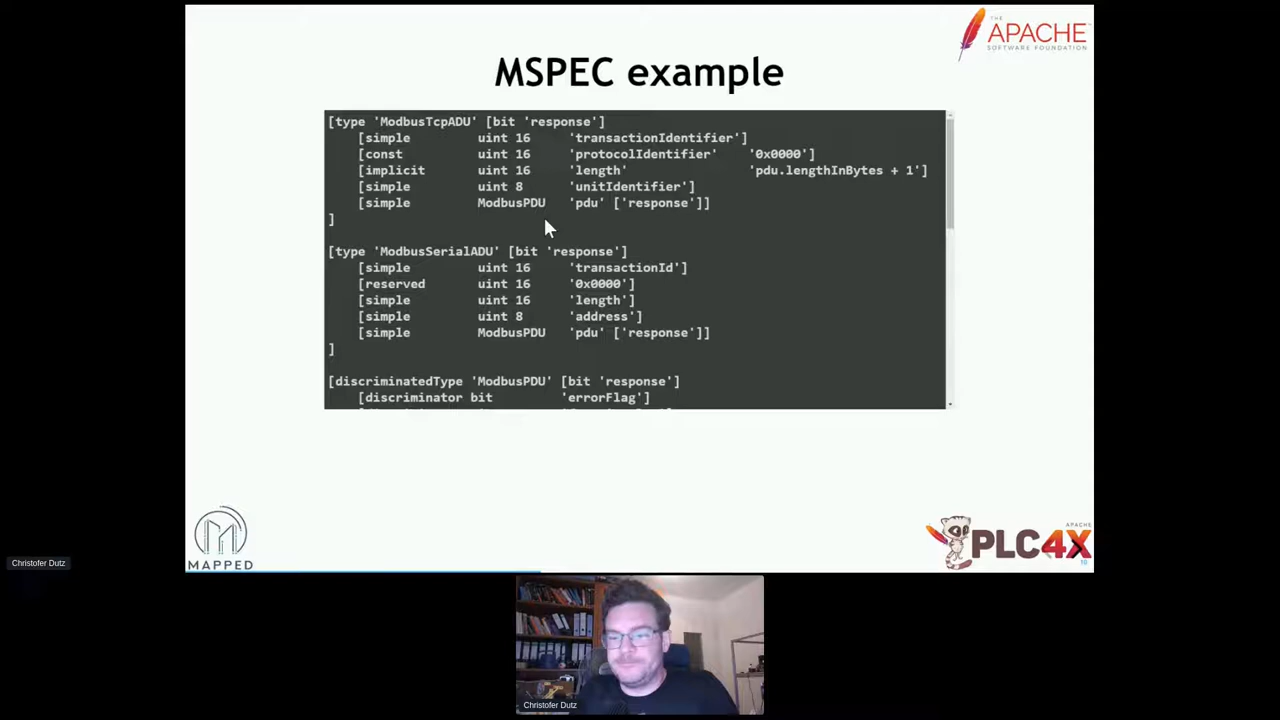 THE
APACHE
SOFTWARE FOUNDATION
MSPEC example
[type 'ModbusTcpADU' [bit 'response']
[simple uint 16 'transactionIdentifier']
[const uint 16 'protocolIdentifier' '0x0000']
[implicit uint 16 'length' 'pdu.lengthInBytes + 1']
[simple uint 8 'unitIdentifier']
[simple ModbusPDU 'pdu' ['response']]
]
[type 'ModbusSerialADU' [bit 'response']
[simple uint 16 'transactionId']
[reserved uint 16 '0x0000']
[simple uint 16 'length']
[simple uint 8 'address']
[simple ModbusPDU 'pdu' ['response']]
]
[discriminatedType 'ModbusPDU' [bit 'response']
[discriminator bit 'errorFlag']
MAPPED
APACHE
PLC4X
16
Christofer Dutz
Christofer Dutz